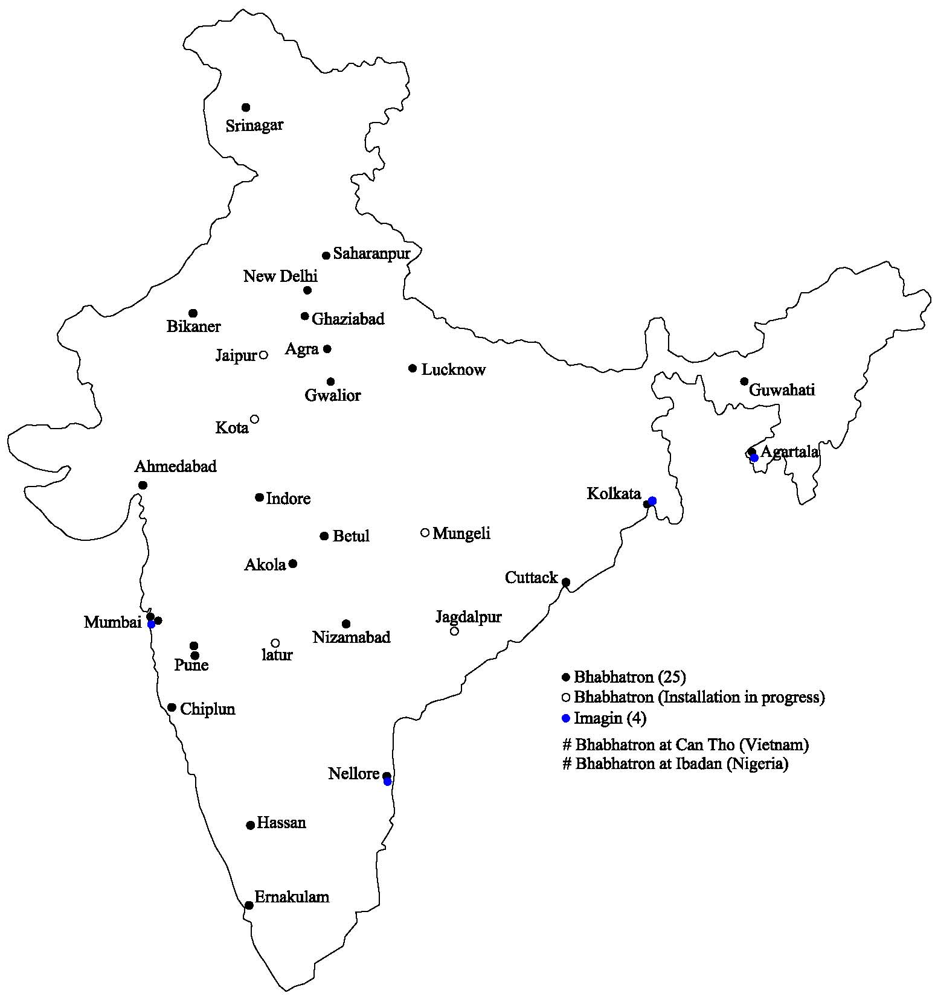 Srinagar
Saharanpur
New Delhi
Bikaner
Ghaziabad
Jaipur
Agra
Lucknow
Gwalior
Guwahati
Kota
Agartala
Ahmedabad
Kolkata
Indore
Betul
Mungeli
Akola
Cuttack
Jagdalpur
Mumbai
Nizamabad
latur
Pune
Bhabhatron (25)
Bhabhatron (Installation in progress)
Chiplun
Imagin (4)
# Bhabhatron at Can Tho (Vietnam)
# Bhabhatron at Ibadan (Nigeria)
Nellore
Hassan
Ernakulam